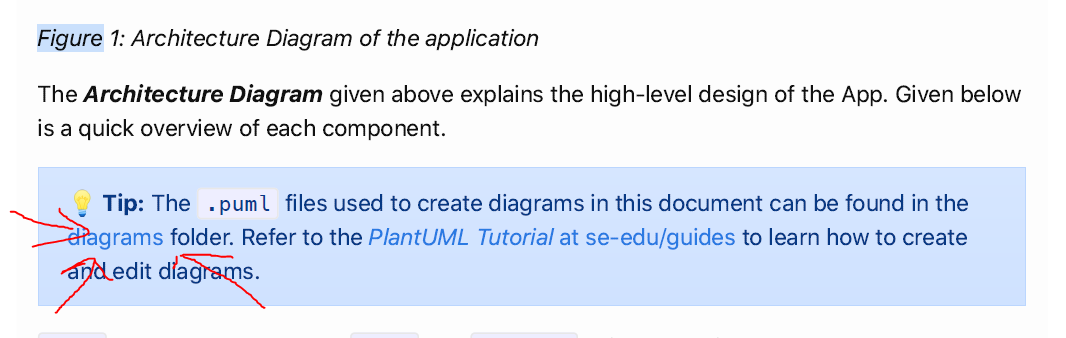 Figure 1: Architecture Diagram of the application
The Architecture Diagram given above explains the high-level design of the App. Given below
is a quick overview of each component.
💡 Tip: The .puml files used to create diagrams in this document can be found in the
diagrams folder. Refer to the PlantUML Tutorial at se-edu/guides to learn how to create
and edit diagrams.